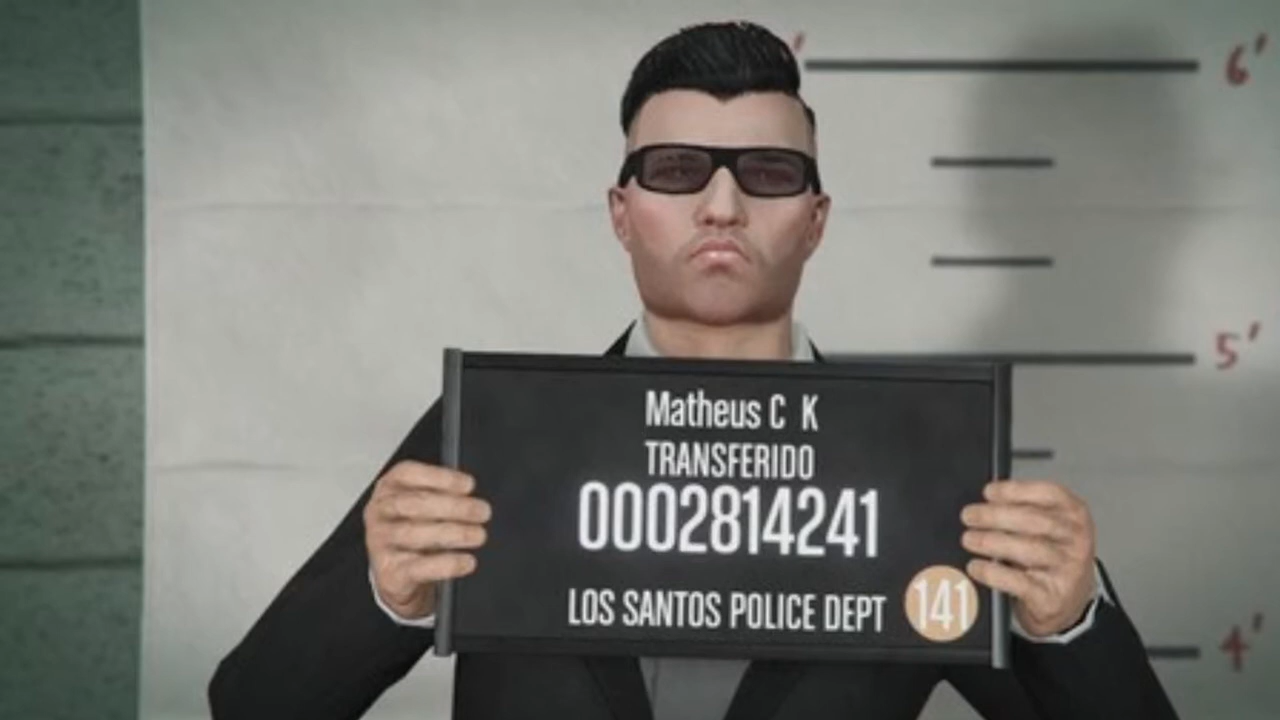 6'
5'
Matheus C K
TRANSFERIDO
0002814241
LOS SANTOS POLICE DEPT
141
4'